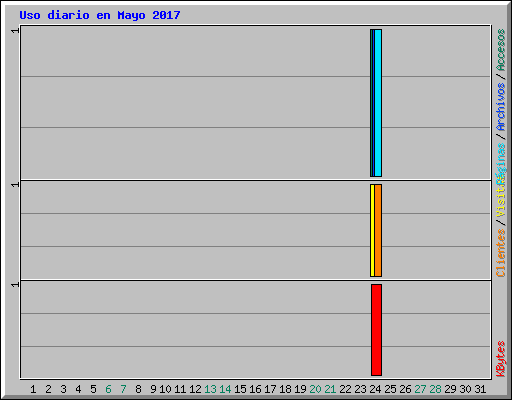 Uso diario en Mayo 2017
1
1
1
Páginas / Archivos / Accesos
Clientes / Visitas
KBytes
1 2 3 4 5 6 7 8 9 10 11 12 13 14 15 16 17 18 19 20 21 22 23 24 25 26 27 28 29 30 31